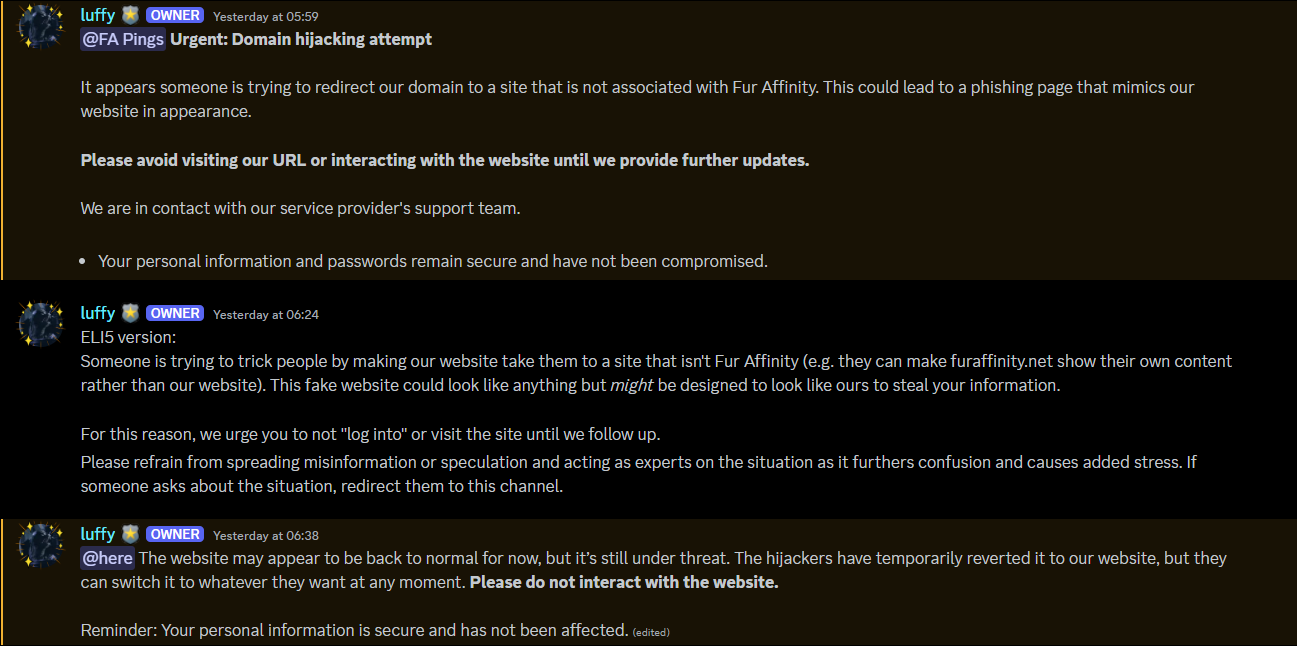 luffy OWNER Yesterday at 05:59
@FA Pings Urgent: Domain hijacking attempt
It appears someone is trying to redirect our domain to a site that is not associated with Fur Affinity. This could lead to a phishing page that mimics our
website in appearance.
Please avoid visiting our URL or interacting with the website until we provide further updates.
We are in contact with our service provider's support team.
• Your personal information and passwords remain secure and have not been compromised.
luffy OWNER Yesterday at 06:24
ELI5 version:
Someone is trying to trick people by making our website take them to a site that isn't Fur Affinity (e.g. they can make furaffinity.net show their own content
rather than our website). This fake website could look like anything but might be designed to look like ours to steal your information.
For this reason, we urge you to not "log into" or visit the site until we follow up.
Please refrain from spreading misinformation or speculation and acting as experts on the situation as it furthers confusion and causes added stress. If
someone asks about the situation, redirect them to this channel.
luffy OWNER Yesterday at 06:38
@here The website may appear to be back to normal for now, but it’s still under threat. The hijackers have temporarily reverted it to our website, but they
can switch it to whatever they want at any moment. Please do not interact with the website.
Reminder: Your personal information is secure and has not been affected. (edited)